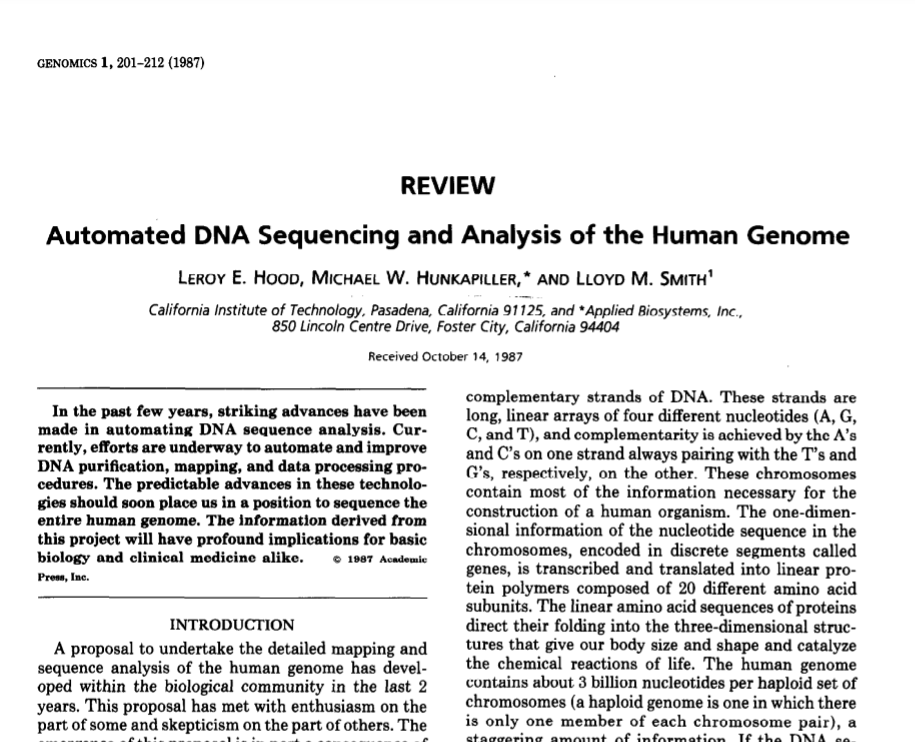 GENOMICS 1, 201–212 (1987)
REVIEW
Automated DNA Sequencing and Analysis of the Human Genome
LEROY E. HOOD, MICHAEL W. HUNKAPILLER,* AND LLOYD M. SMITH¹
California Institute of Technology, Pasadena, California 91125, and *Applied Biosystems, Inc.,
850 Lincoln Centre Drive, Foster City, California 94404
Received October 14, 1987
In the past few years, striking advances have been
made in automating DNA sequence analysis. Cur-
rently, efforts are underway to automate and improve
DNA purification, mapping, and data processing pro-
cedures. The predictable advances in these technolo-
gies should soon place us in a position to sequence the
entire human genome. The information derived from
this project will have profound implications for basic
biology and clinical medicine alike. © 1987 Academic
Press, Inc.
INTRODUCTION
A proposal to undertake the detailed mapping and
sequence analysis of the human genome has devel-
oped within the biological community in the last 2
years. This proposal has met with enthusiasm on the
part of some and skepticism on the part of others. The
complementary strands of DNA. These strands are
long, linear arrays of four different nucleotides (A, G,
C, and T), and complementarity is achieved by the A's
and C's on one strand always pairing with the T's and
G's, respectively, on the other. These chromosomes
contain most of the information necessary for the
construction of a human organism. The one-dimen-
sional information of the nucleotide sequence in the
chromosomes, encoded in discrete segments called
genes, is transcribed and translated into linear pro-
tein polymers composed of 20 different amino acid
subunits. The linear amino acid sequences of proteins
direct their folding into the three-dimensional struc-
tures that give our body size and shape and catalyze
the chemical reactions of life. The human genome
contains about 3 billion nucleotides per haploid set of
chromosomes (a haploid genome is one in which there
is only one member of each chromosome pair), a
staggering amount of information. If the DNA se-